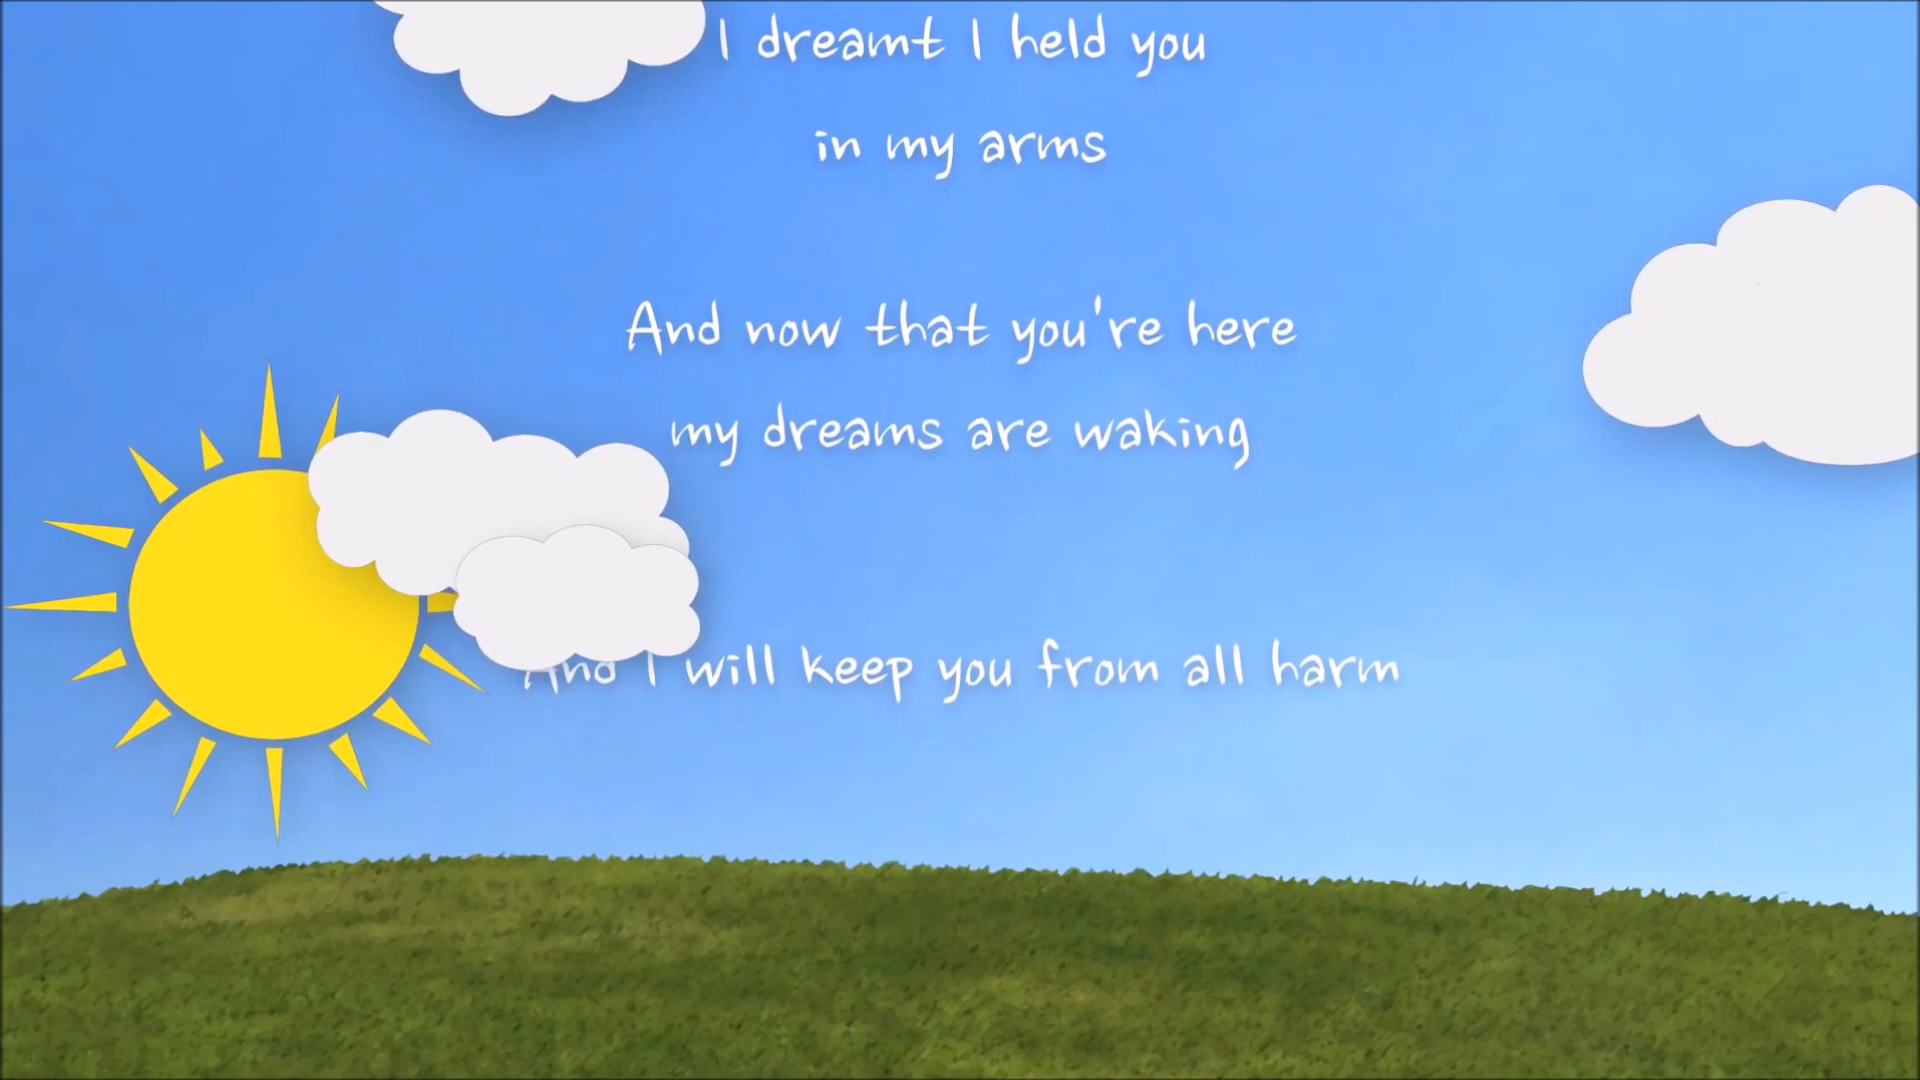 I dreamt I held you
in my arms
And now that you're here
my dreams are waking
And I will keep you from all harm